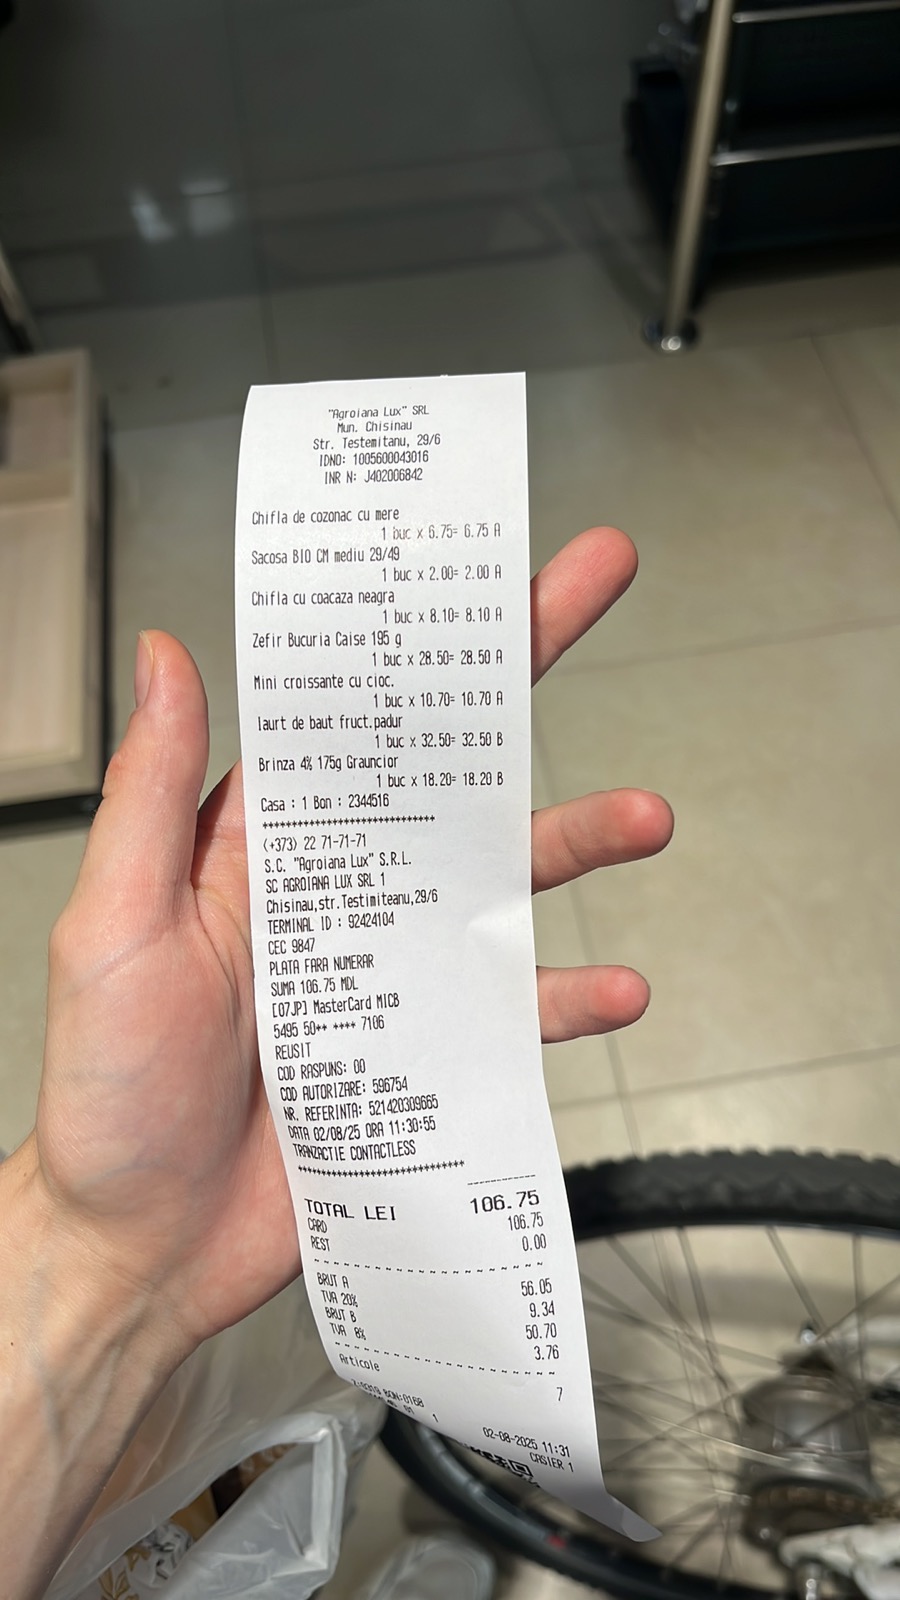 "Agroiana Lux" SRL
Mun. Chisinau
Str. Testemitanu, 29/6
IDNO: 1005600043016
INR N: J402006842
Chifla de cozonac cu mere
1 buc x 6.75= 6.75 A
Sacosa BIO CM mediu 29/49
1 buc x 2.00= 2.00 A
Chifla cu coacaza neagra
1 buc x 8.10= 8.10 A
Zefir Bucuria Caise 195 g
1 buc x 28.50= 28.50 A
Mini croissante cu cioc.
1 buc x 10.70= 10.70 A
Iaurt de baut fruct.padur
1 buc x 32.50= 32.50 B
Brinza 4% 175g Grauncior
1 buc x 18.20= 18.20 B
Casa : 1 Bon : 2344516
***********************************
(+373) 22 71-71-71
S.C. "Agroiana Lux" S.R.L.
SC AGROIANA LUX SRL 1
Chisinau,str.Testimiteanu,29/6
TERMINAL ID : 92424104
CEC 9847
PLATA FARA NUMERAR
SUMA 106.75 MDL
[07JP] MasterCard MICB
5495 50** **** 7106
REUSIT
COD RASPUNS: 00
COD AUTORIZARE: 596754
NR. REFERINTA: 521420309665
DATA 02/08/25 ORA 11:30:55
TRANZACTIE CONTACTLESS
***********************************
TOTAL LEI 106.75
CARD 106.75
REST 0.00
BRUT A 56.05
TVA 20% 9.34
BRUT B 50.70
TVA 8% 3.76
Articole 7
BON:0168
1
02-08-2025 11:31
CASIER 1